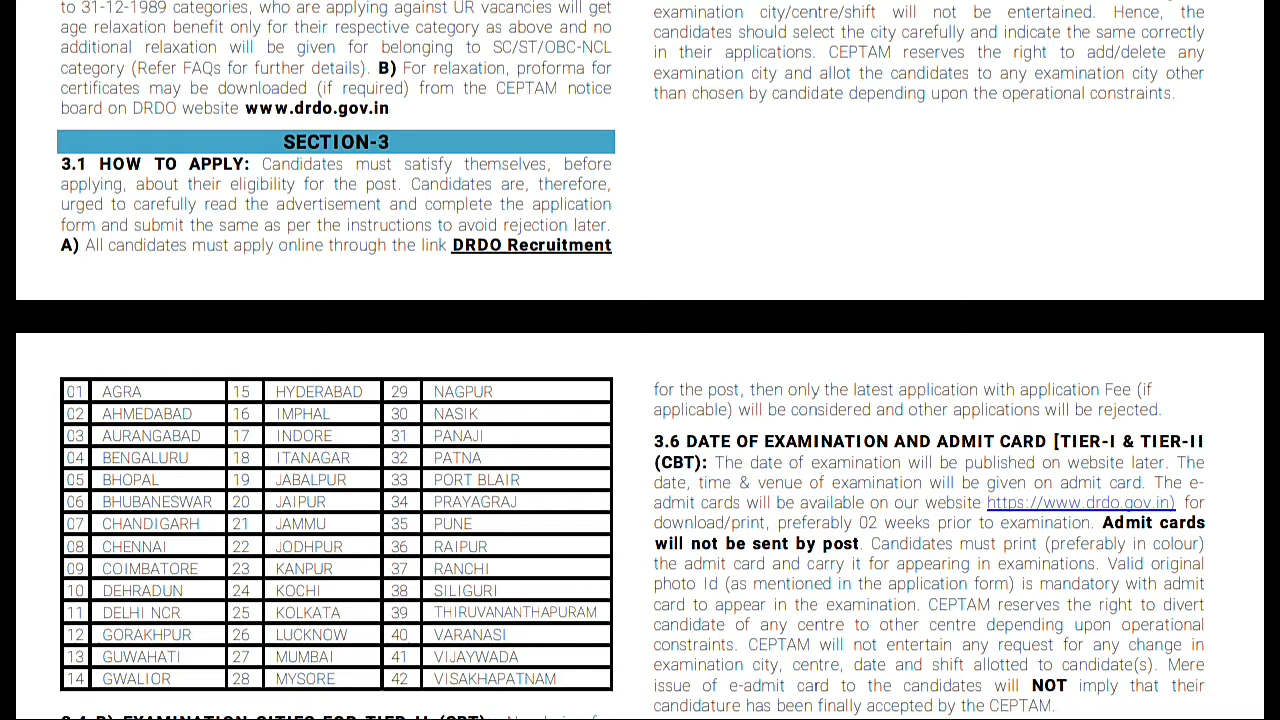 to 31-12-1989 categories, who are applying against UR vacancies will get
age relaxation benefit only for their respective category as above and no
additional relaxation will be given for belonging to SC/ST/OBC-NCL
category (Refer FAQs for further details). B) For relaxation, proforma for
certificates may be downloaded (if required) from the CEPTAM notice
board on DRDO website www.drdo.gov.in
SECTION-3
3.1 HOW TO APPLY: Candidates must satisfy themselves, before
applying, about their eligibility for the post. Candidates are, therefore,
urged to carefully read the advertisement and complete the application
form and submit the same as per the instructions to avoid rejection later.
A) All candidates must apply online through the link DRDO Recruitment
examination city/centre/shift will not be entertained. Hence, the
candidates should select the city carefully and indicate the same correctly
in their applications. CEPTAM reserves the right to add/delete any
examination city and allot the candidates to any examination city other
than chosen by candidate depending upon the operational constraints.
01 AGRA 15 HYDERABAD 29 NAGPUR
02 AHMEDABAD 16 IMPHAL 30 NASIK
03 AURANGABAD 17 INDORE 31 PANAJI
04 BENGALURU 18 ITANAGAR 32 PATNA
05 BHOPAL 19 JABALPUR 33 PORT BLAIR
06 BHUBANESWAR 20 JAIPUR 34 PRAYAGRAJ
07 CHANDIGARH 21 JAMMU 35 PUNE
08 CHENNAI 22 JODHPUR 36 RAIPUR
09 COIMBATORE 23 KANPUR 37 RANCHI
10 DEHRADUN 24 KOCHI 38 SILIGURI
11 DELHI NCR 25 KOLKATA 39 THIRUVANANTHAPURAM
12 GORAKHPUR 26 LUCKNOW 40 VARANASI
13 GUWAHATI 27 MUMBAI 41 VIJAYWADA
14 GWALIOR 28 MYSORE 42 VISAKHAPATNAM
for the post, then only the latest application with application Fee (if
applicable) will be considered and other applications will be rejected.
3.6 DATE OF EXAMINATION AND ADMIT CARD [TIER-I & TIER-II
(CBT): The date of examination will be published on website later. The
date, time & venue of examination will be given on admit card. The e-
admit cards will be available on our website https://www.drdo.gov.in) for
download/print, preferably 02 weeks prior to examination. Admit cards
will not be sent by post. Candidates must print (preferably in colour)
the admit card and carry it for appearing in examinations. Valid original
photo Id (as mentioned in the application form) is mandatory with admit
card to appear in the examination. CEPTAM reserves the right to divert
candidate of any centre to other centre depending upon operational
constraints. CEPTAM will not entertain any request for any change in
examination city, centre, date and shift allotted to candidate(s). Mere
issue of e-admit card to the candidates will NOT imply that their
candidature has been finally accepted by the CEPTAM.